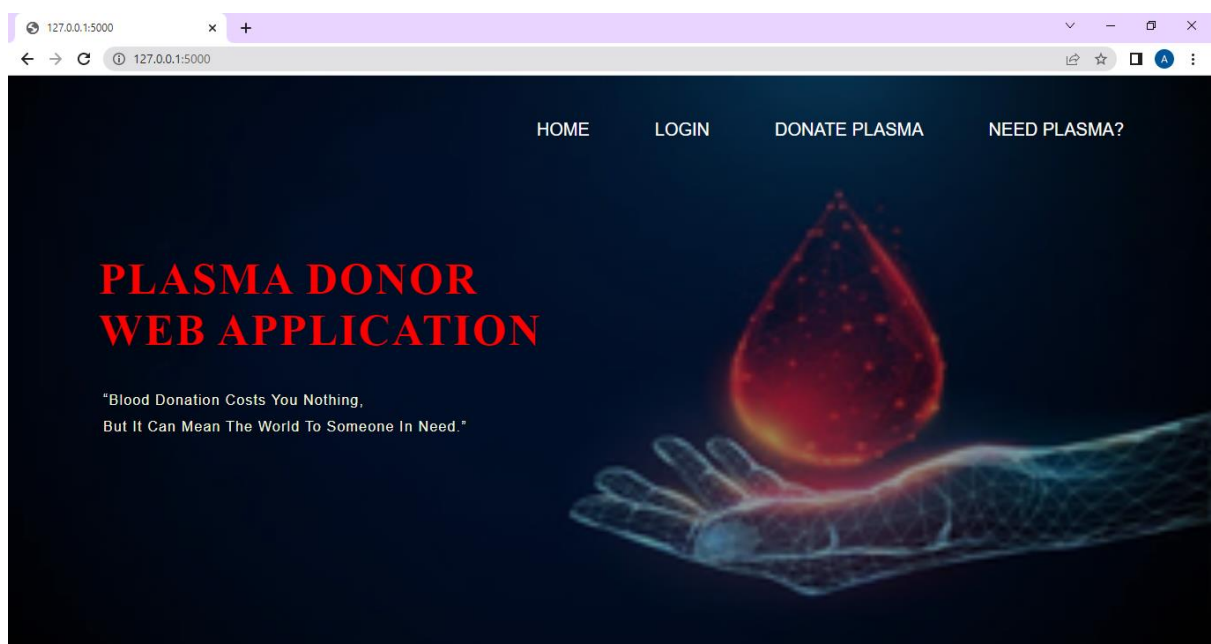 127.0.0.1:5000
127.0.0.1:5000
A
HOME LOGIN DONATE PLASMA NEED PLASMA?
PLASMA DONOR
WEB APPLICATION
“Blood Donation Costs You Nothing,
But It Can Mean The World To Someone In Need.”